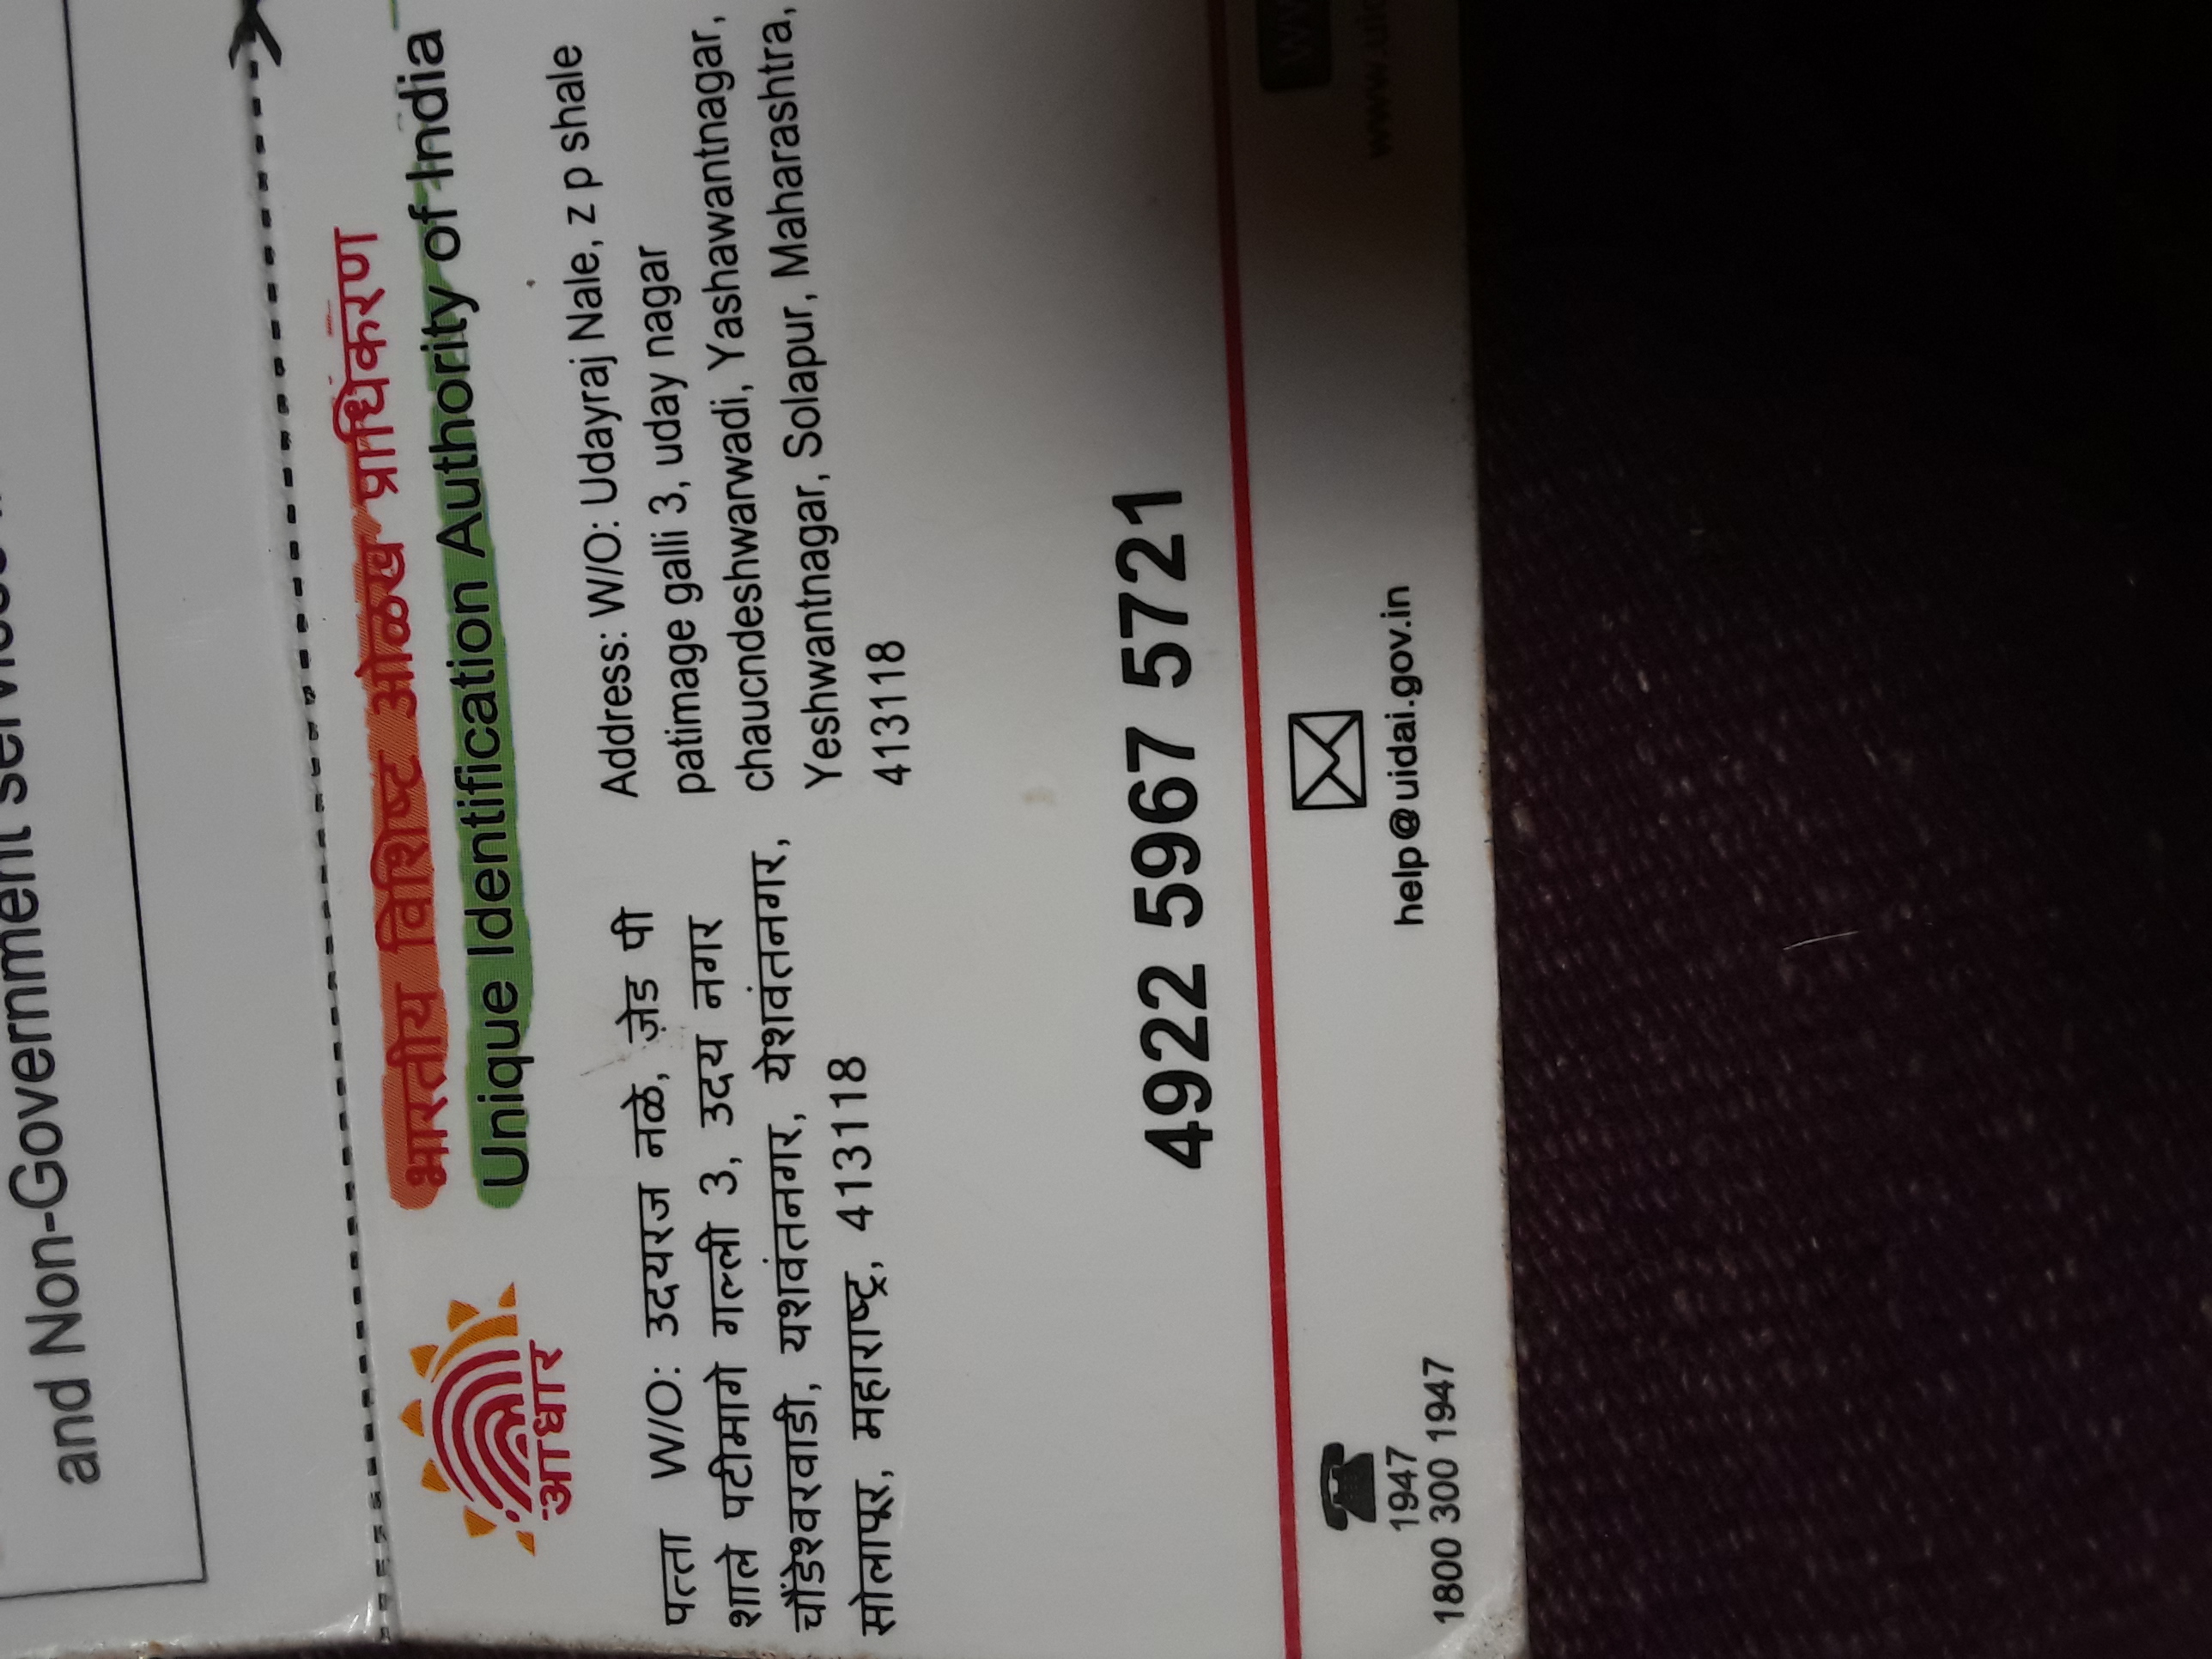 and Non-Government
भारतीय विशिष्ट ओळख प्राधिकरण
Unique Identification Authority of India
आधार
पत्ता W/O: उदयरज नळे, ज़ेड पी
शाले पटीमागे गल्ली 3, उदय नगर
चौंडेश्वरवाडी, यशवंतनगर, येशवंतनगर,
सोलापूर, महाराष्ट्र, 413118
Address: W/O: Udayraj Nale, z p shale
patimage galli 3, uday nagar
chaucndeshwarwadi, Yashawantnagar,
Yeshwantnagar, Solapur, Maharashtra,
413118
4922 5967 5721
1947
1800 300 1947
help@uidai.gov.in